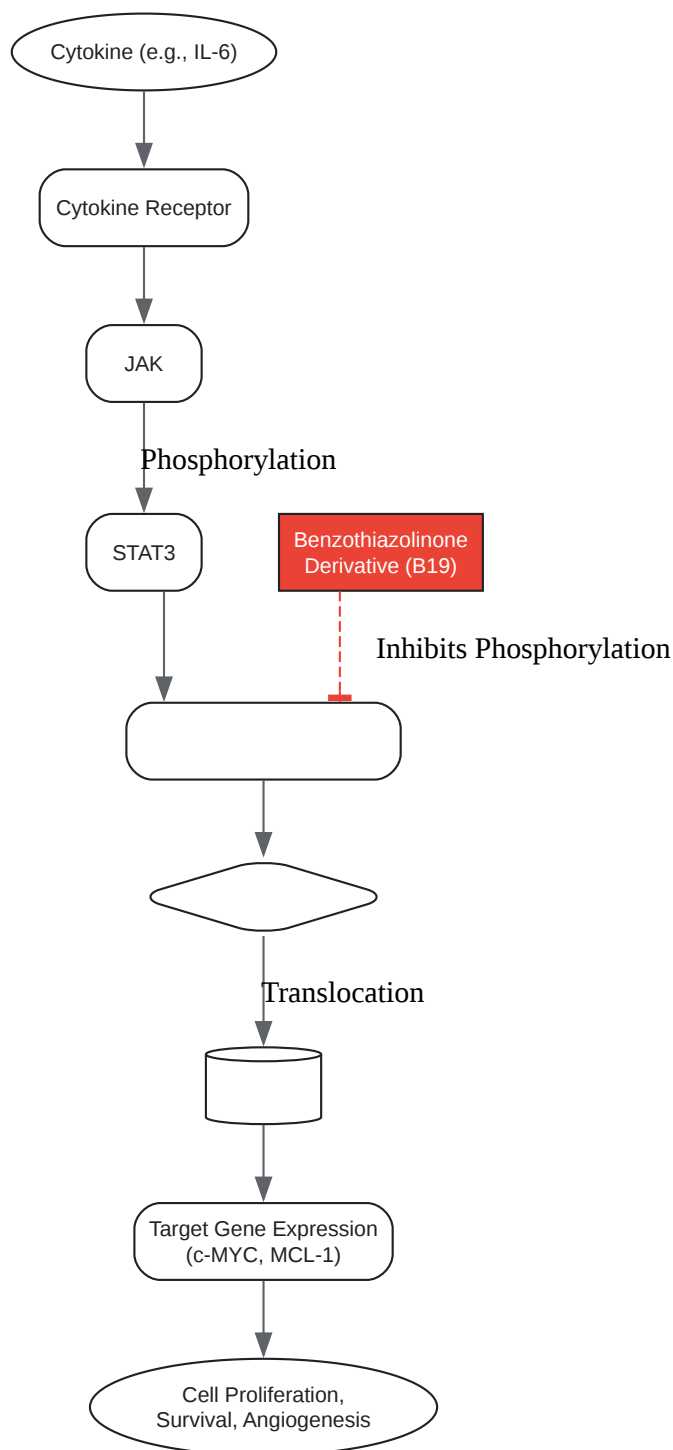 Cytokine (e.g., IL-6)
Cytokine Receptor
JAK
Phosphorylation
STAT3
Benzothiazolinone
Derivative (B19)
Inhibits Phosphorylation
Translocation
Target Gene Expression
(c-MYC, MCL-1)
Cell Proliferation,
Survival, Angiogenesis